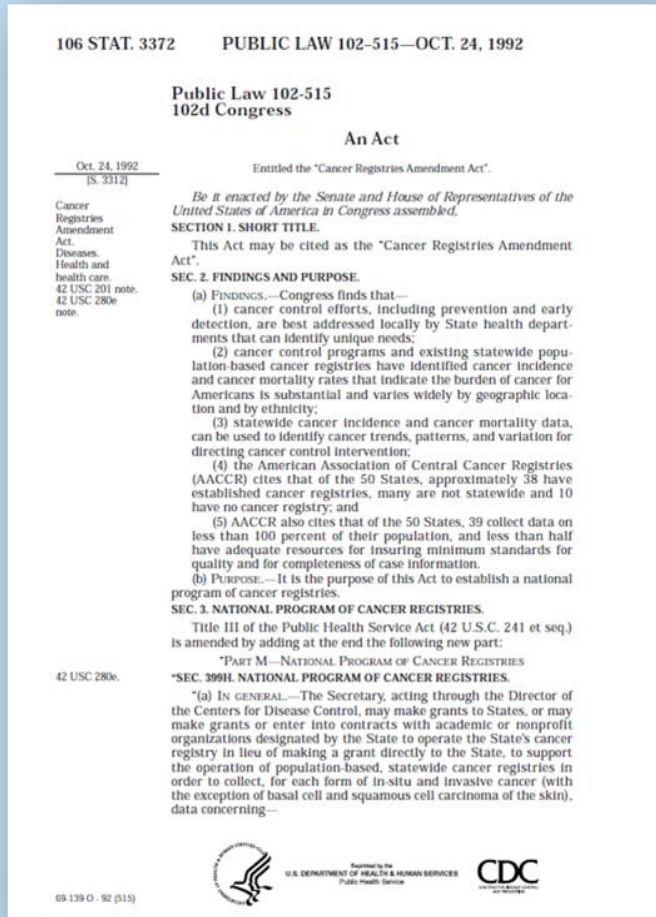 106 STAT. 3372 PUBLIC LAW 102–515—OCT. 24, 1992
Public Law 102-515
102d Congress
An Act
Oct. 24, 1992
[S. 3312]
Entitled the "Cancer Registries Amendment Act".
Cancer
Registries
Amendment
Act.
Diseases.
Health and
health care.
42 USC 201 note.
42 USC 280e
note.
Be it enacted by the Senate and House of Representatives of the
United States of America in Congress assembled,
SECTION 1. SHORT TITLE.
This Act may be cited as the "Cancer Registries Amendment
Act".
SEC. 2. FINDINGS AND PURPOSE.
(a) FINDINGS.—Congress finds that—
(1) cancer control efforts, including prevention and early
detection, are best addressed locally by State health depart-
ments that can identify unique needs;
(2) cancer control programs and existing statewide popu-
lation-based cancer registries have identified cancer incidence
and cancer mortality rates that indicate the burden of cancer for
Americans is substantial and varies widely by geographic loca-
tion and by ethnicity;
(3) statewide cancer incidence and cancer mortality data,
can be used to identify cancer trends, patterns, and variation for
directing cancer control intervention;
(4) the American Association of Central Cancer Registries
(AACCR) cites that of the 50 States, approximately 38 have
established cancer registries, many are not statewide and 10
have no cancer registry; and
(5) AACCR also cites that of the 50 States, 39 collect data on
less than 100 percent of their population, and less than half
have adequate resources for insuring minimum standards for
quality and for completeness of case information.
(b) PURPOSE.—It is the purpose of this Act to establish a national
program of cancer registries.
SEC. 3. NATIONAL PROGRAM OF CANCER REGISTRIES.
Title III of the Public Health Service Act (42 U.S.C. 241 et seq.)
is amended by adding at the end the following new part:
"PART M—NATIONAL PROGRAM OF CANCER REGISTRIES
42 USC 280e.
"SEC. 399H. NATIONAL PROGRAM OF CANCER REGISTRIES.
"(a) IN GENERAL.—The Secretary, acting through the Director of
the Centers for Disease Control, may make grants to States, or may
make grants or enter into contracts with academic or nonprofit
organizations designated by the State to operate the State's cancer
registry in lieu of making a grant directly to the State, to support
the operation of population-based, statewide cancer registries in
order to collect, for each form of in-situ and invasive cancer (with
the exception of basal cell and squamous cell carcinoma of the skin),
data concerning—
Reprinted by the
U.S. DEPARTMENT OF HEALTH & HUMAN SERVICES
Public Health Service
CDC
69-139 O - 92 (515)